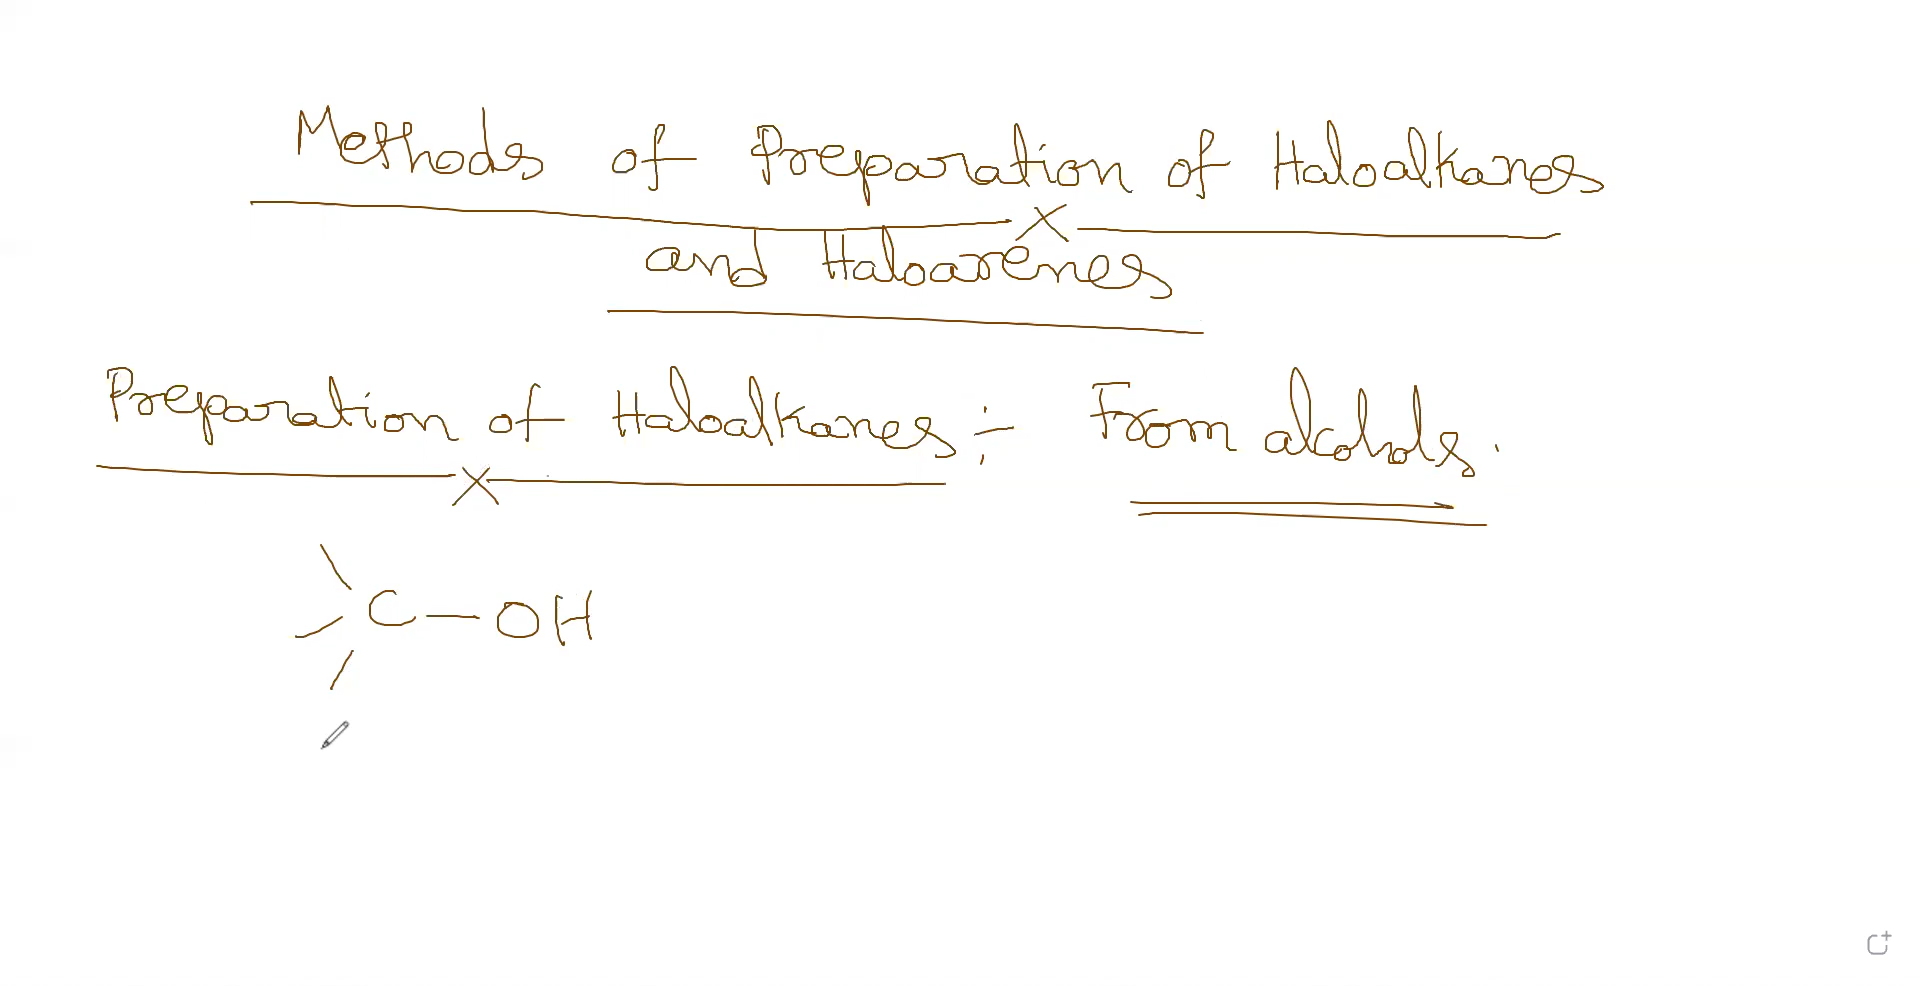 Methods of Preparation of Haloalkanes
and Haloarenes
Preparation of Haloalkanes :- From alcohols.
C-OH